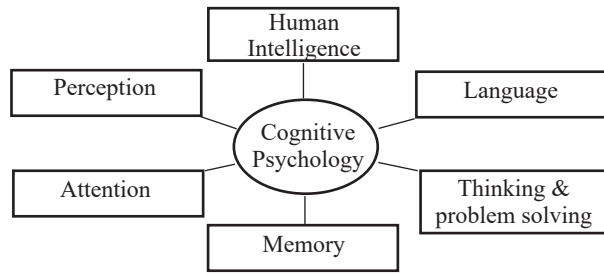 Human
Intelligence
Perception
Language
Cognitive
Psychology
Attention
Thinking &
problem solving
Memory